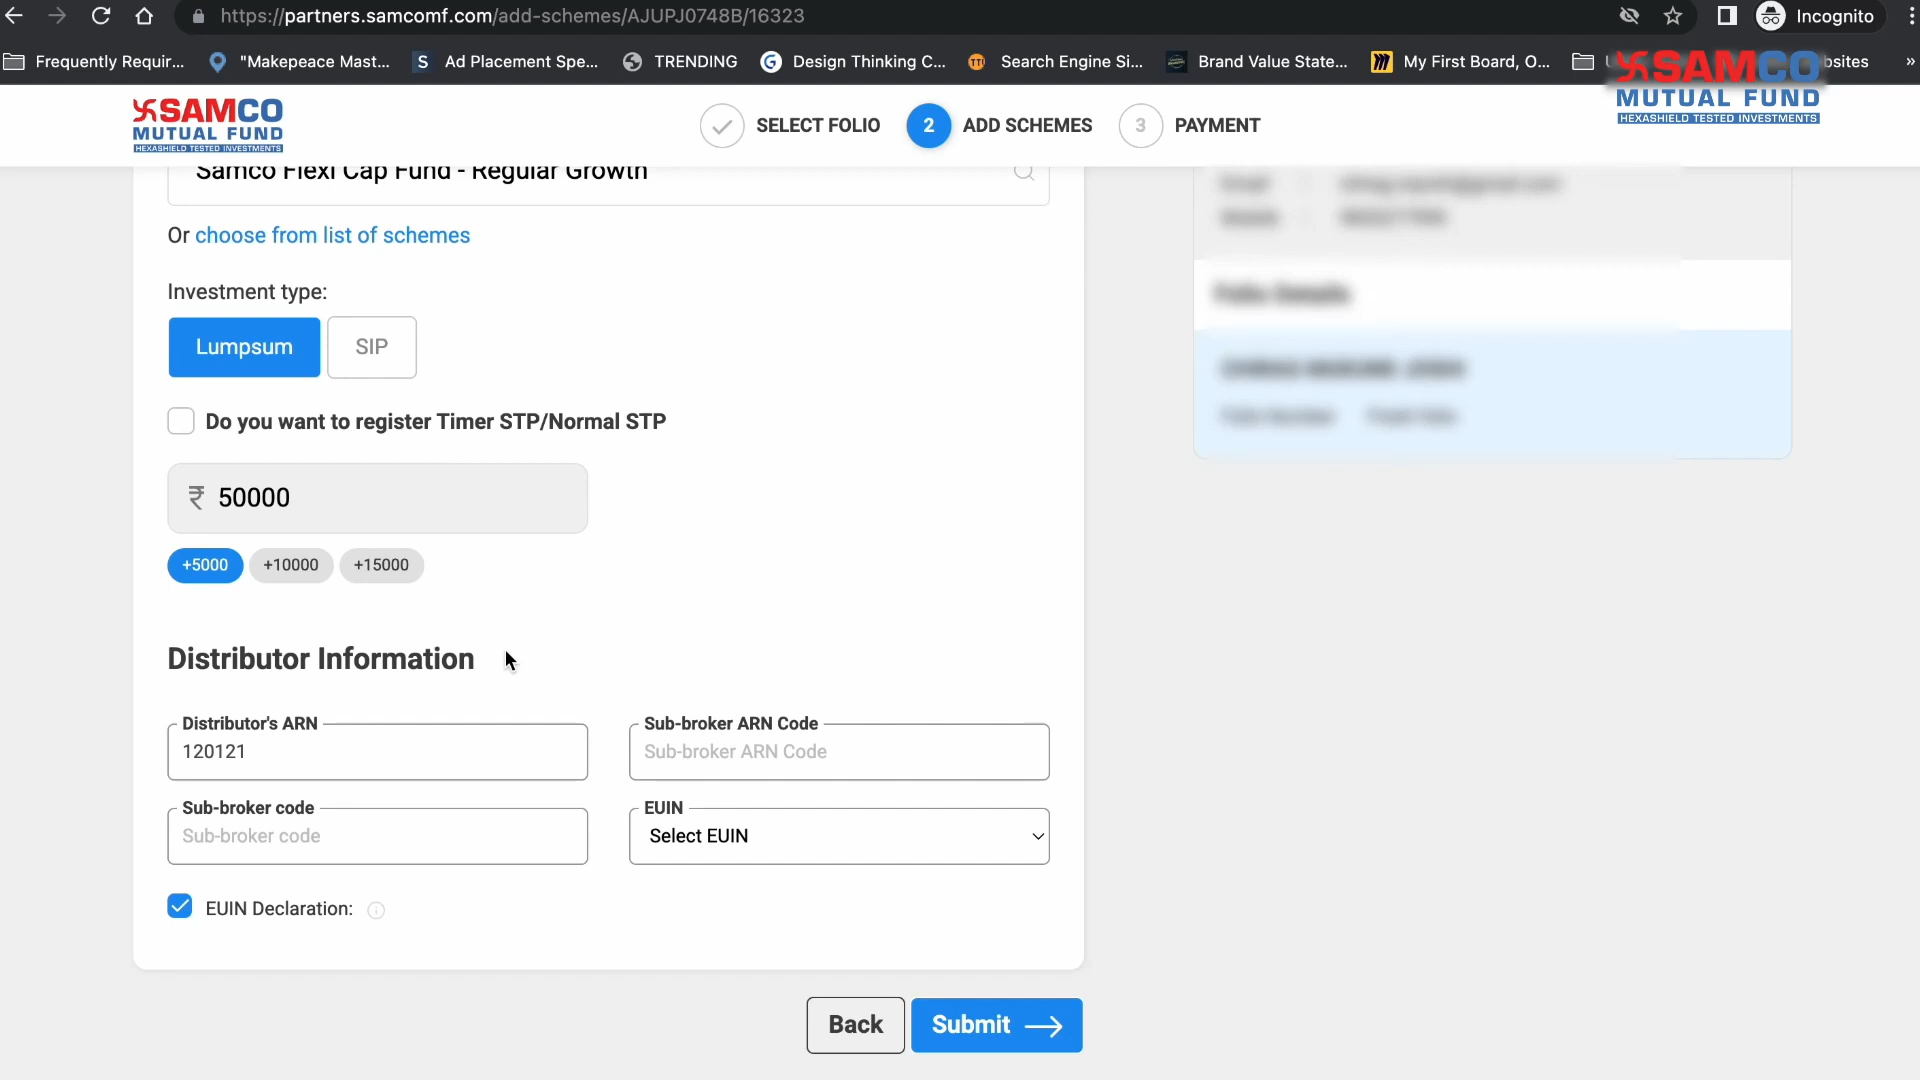 https://partners.samcomf.com/add-schemes/AJUPJ0748B/16323
Incognito
Frequently Requir...
"Makepeace Mast...
Ad Placement Spe...
TRENDING
Design Thinking C...
Search Engine Si...
Brand Value State...
My First Board, O...
bsites
»
SAMCO
MUTUAL FUND
HEXASHIELD TESTED INVESTMENTS
SAMCO
MUTUAL FUND
HEXASHIELD TESTED INVESTMENTS
SELECT FOLIO
2 ADD SCHEMES
3 PAYMENT
Samco Flexi Cap Fund - Regular Growth
Or choose from list of schemes
Investment type:
Lumpsum
SIP
Do you want to register Timer STP/Normal STP
₹ 50000
+5000
+10000
+15000
Distributor Information
Distributor's ARN
120121
Sub-broker ARN Code
Sub-broker ARN Code
Sub-broker code
Sub-broker code
EUIN
Select EUIN
EUIN Declaration:
Back
Submit